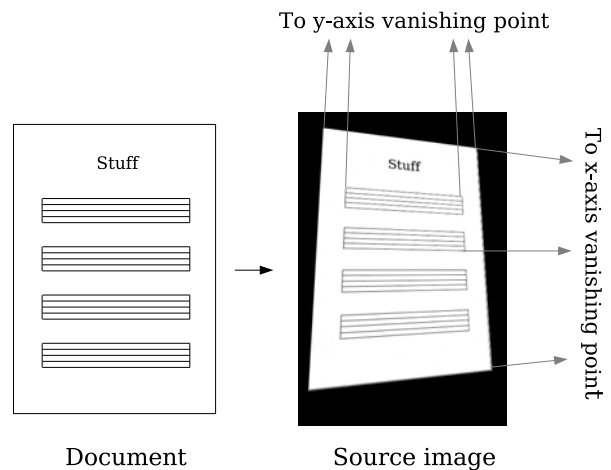 To y-axis vanishing point
Stuff
Stuff
To x-axis vanishing point
Document
Source image